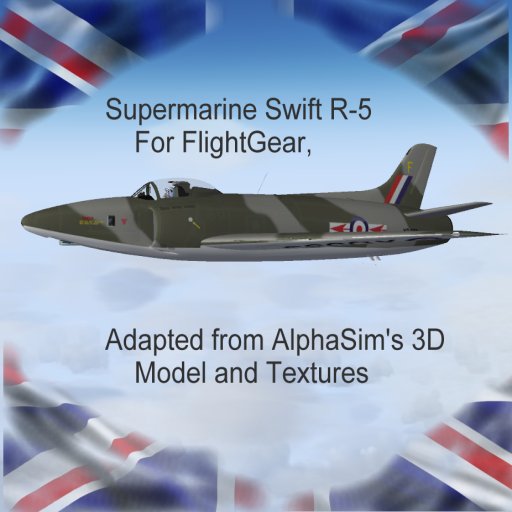 Supermarine Swift R-5
For FlightGear,
F
Adapted from AlphaSim's 3D
Model and Textures